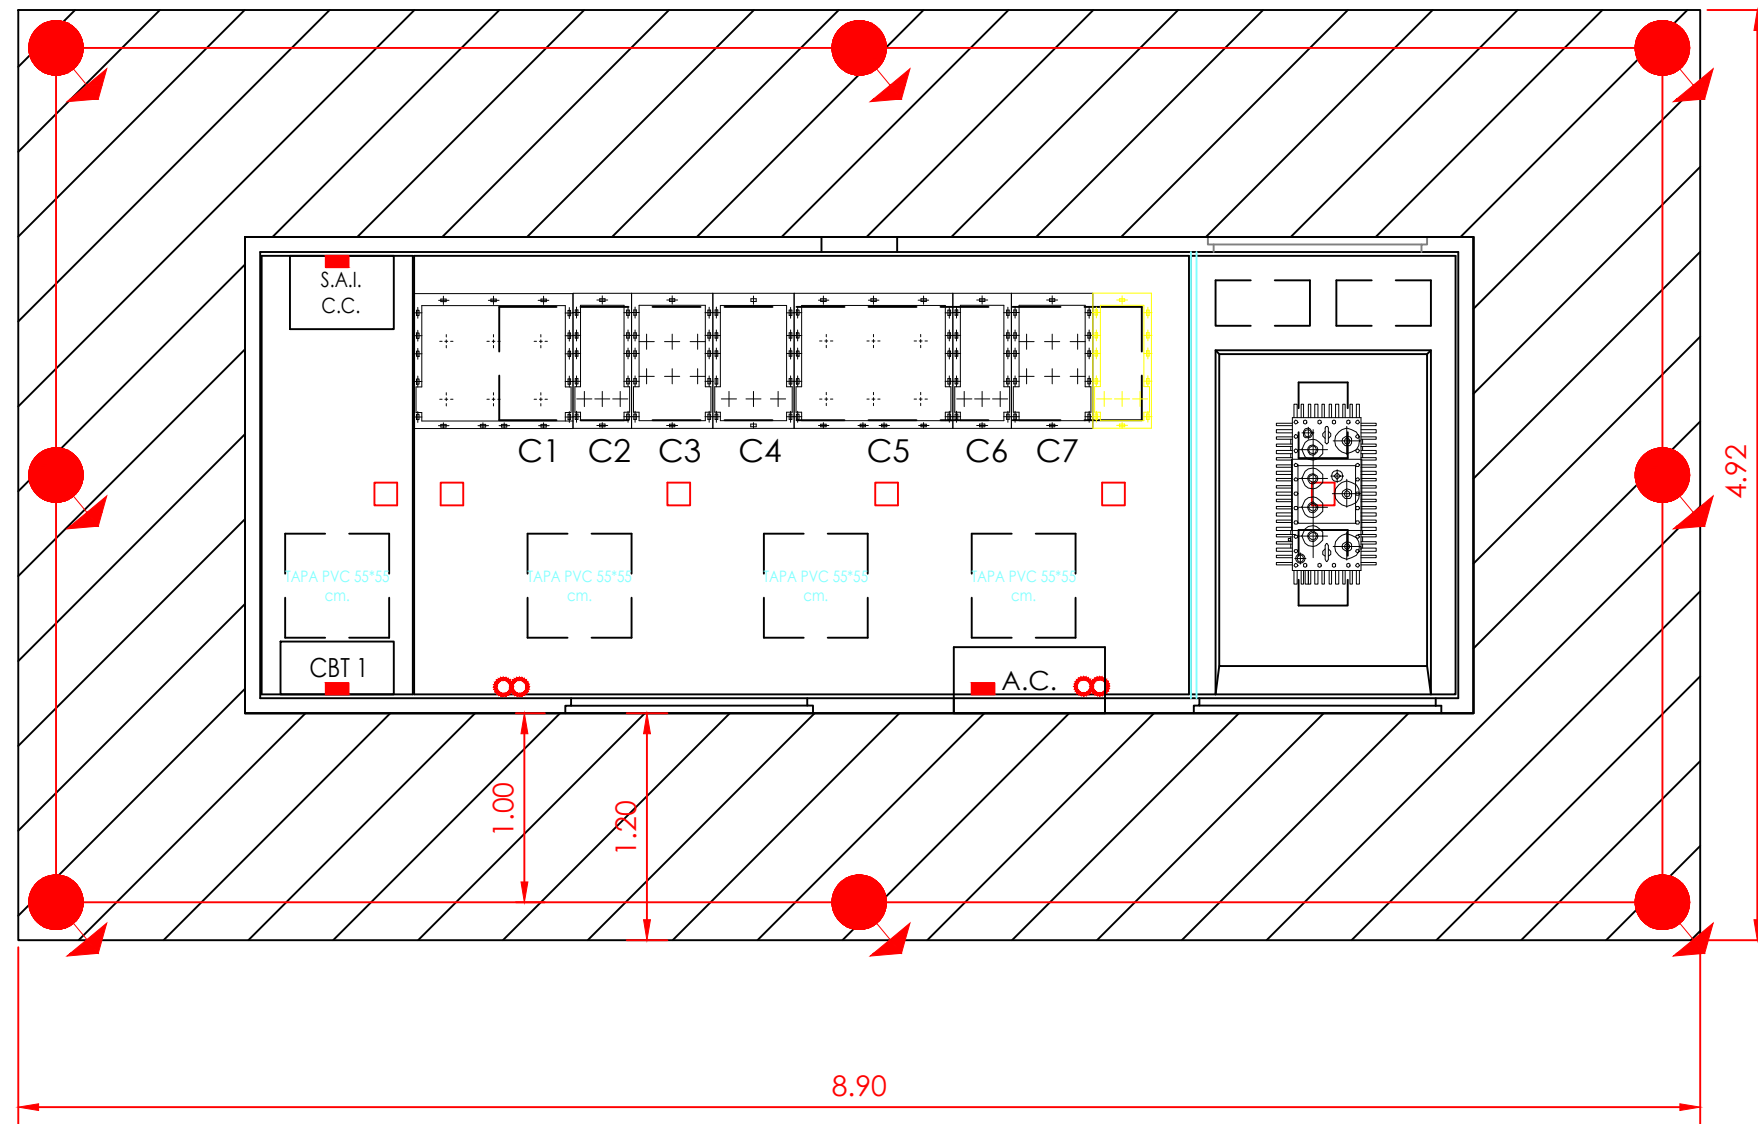 S.A.I.
C.C.
C1 C2 C3 C4 C5 C6 C7
4.92
TAPA PVC 55*55
cm.
TAPA PVC 55*55
cm.
TAPA PVC 55*55
cm.
TAPA PVC 55*55
cm.
CBT 1
A.C.
1.00
1.20
8.90